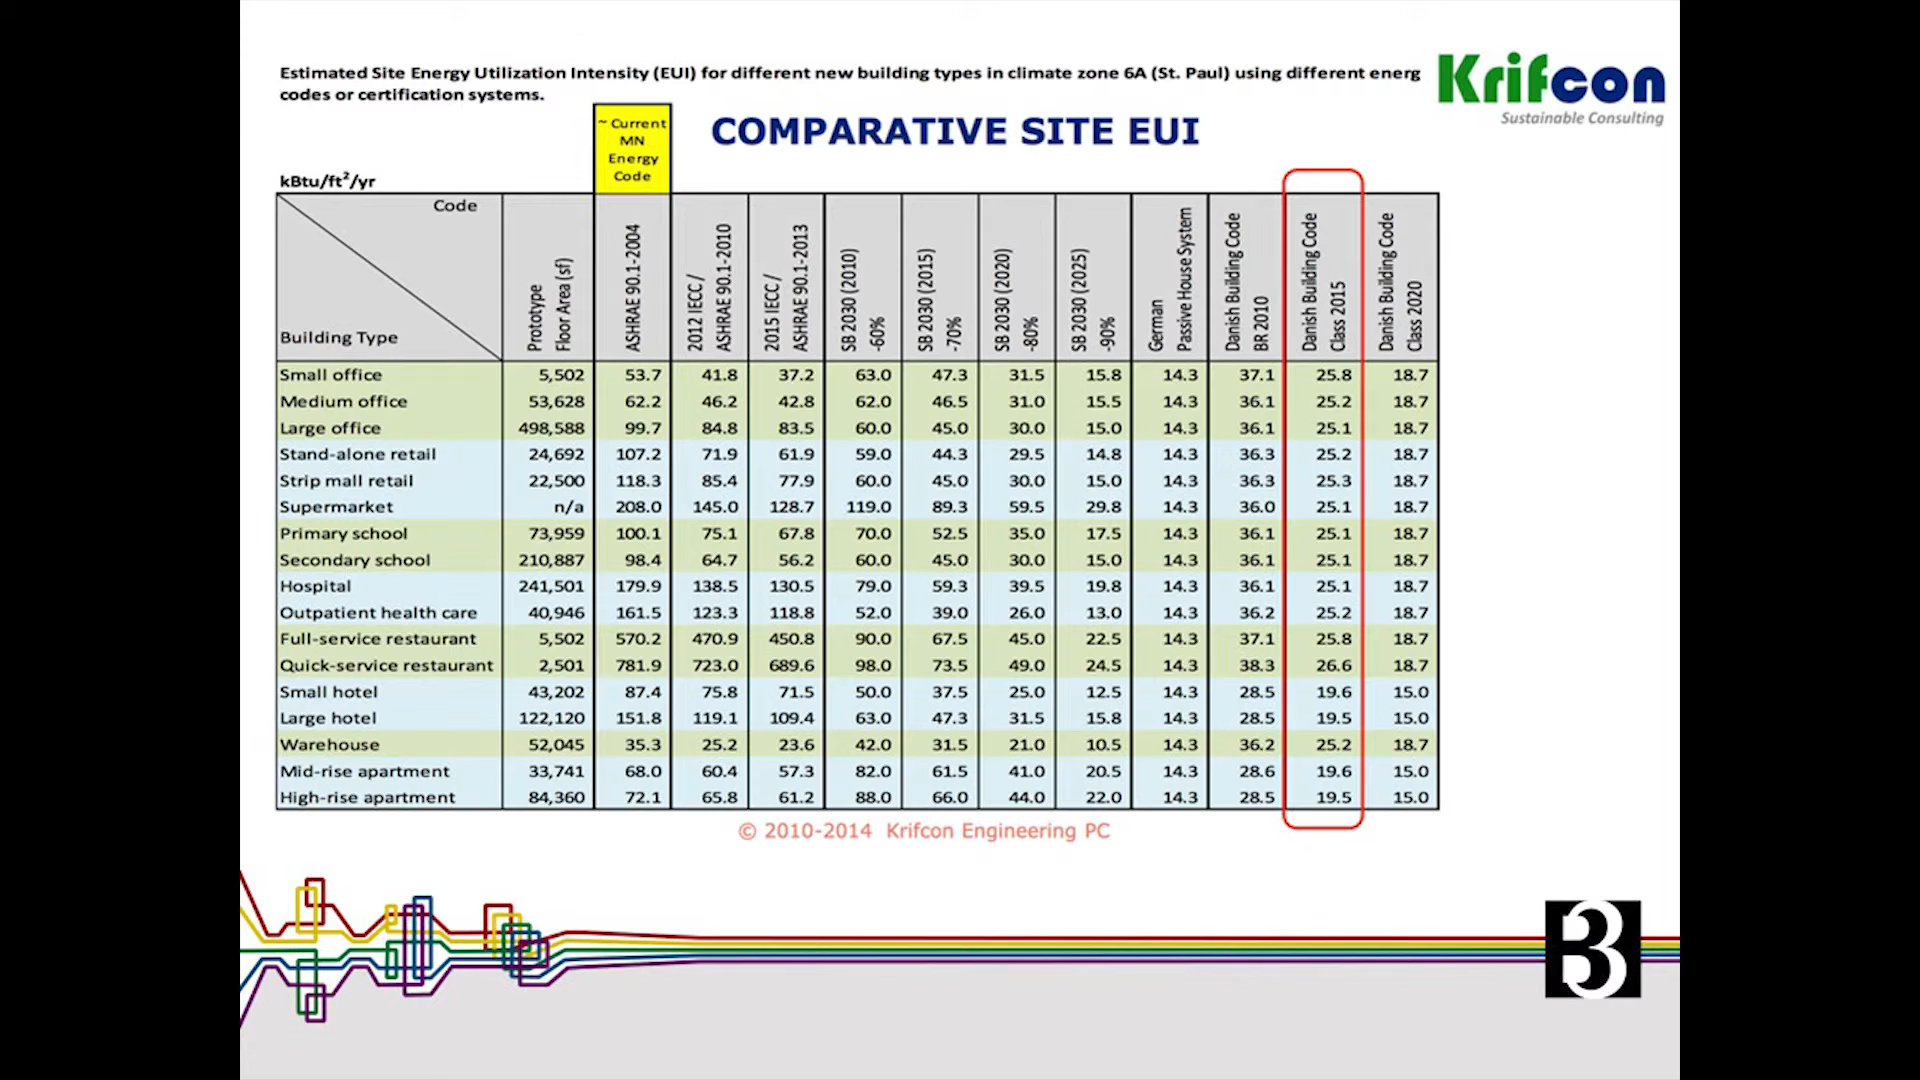 Estimated Site Energy Utilization Intensity (EUI) for different new building types in climate zone 6A (St. Paul) using different energ
codes or certification systems.
Krifcon
Sustainable Consulting
~ Current
MN
Energy
Code
COMPARATIVE SITE EUI
kBtu/ft²/yr
Code
Building Type
Prototype
Floor Area (sf)
ASHRAE 90.1-2004
2012 IECC /
ASHRAE 90.1-2010
2015 IECC /
ASHRAE 90.1-2013
SB 2030 (2010)
-60%
SB 2030 (2015)
-70%
SB 2030 (2020)
-80%
SB 2030 (2025)
-90%
German
Passive House System
Danish Building Code
BR 2010
Danish Building Code
Class 2015
Danish Building Code
Class 2020
Small office 5,502 53.7 41.8 37.2 63.0 47.3 31.5 15.8 14.3 37.1 25.8 18.7
Medium office 53,628 62.2 46.2 42.8 62.0 46.5 31.0 15.5 14.3 36.1 25.2 18.7
Large office 498,588 99.7 84.8 83.5 60.0 45.0 30.0 15.0 14.3 36.1 25.1 18.7
Stand-alone retail 24,692 107.2 71.9 61.9 59.0 44.3 29.5 14.8 14.3 36.3 25.2 18.7
Strip mall retail 22,500 118.3 85.4 77.9 60.0 45.0 30.0 15.0 14.3 36.3 25.3 18.7
Supermarket n/a 208.0 145.0 128.7 119.0 89.3 59.5 29.8 14.3 36.0 25.1 18.7
Primary school 73,959 100.1 75.1 67.8 70.0 52.5 35.0 17.5 14.3 36.1 25.1 18.7
Secondary school 210,887 98.4 64.7 56.2 60.0 45.0 30.0 15.0 14.3 36.1 25.1 18.7
Hospital 241,501 179.9 138.5 130.5 79.0 59.3 39.5 19.8 14.3 36.1 25.1 18.7
Outpatient health care 40,946 161.5 123.3 118.8 52.0 39.0 26.0 13.0 14.3 36.2 25.2 18.7
Full-service restaurant 5,502 570.2 470.9 450.8 90.0 67.5 45.0 22.5 14.3 37.1 25.8 18.7
Quick-service restaurant 2,501 781.9 723.0 689.6 98.0 73.5 49.0 24.5 14.3 38.3 26.6 18.7
Small hotel 43,202 87.4 75.8 71.5 50.0 37.5 25.0 12.5 14.3 28.5 19.6 15.0
Large hotel 122,120 151.8 119.1 109.4 63.0 47.3 31.5 15.8 14.3 28.5 19.5 15.0
Warehouse 52,045 35.3 25.2 23.6 42.0 31.5 21.0 10.5 14.3 36.2 25.2 18.7
Mid-rise apartment 33,741 68.0 60.4 57.3 82.0 61.5 41.0 20.5 14.3 28.6 19.6 15.0
High-rise apartment 84,360 72.1 65.8 61.2 88.0 66.0 44.0 22.0 14.3 28.5 19.5 15.0
© 2010-2014 Krifcon Engineering PC
B3